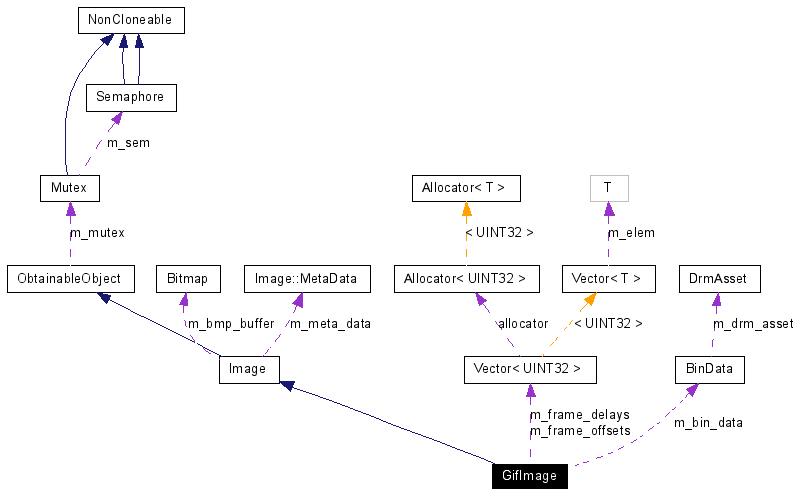 NonCloneable
Semaphore
m_sem
Mutex
Allocator< T >
T
m_mutex
< UINT32 >
m_elem
ObtainableObject
Bitmap
Image::MetaData
Allocator< UINT32 >
Vector< T >
DrmAsset
m_bmp_buffer
m_meta_data
allocator
< UINT32 >
m_drm_asset
Image
Vector< UINT32 >
BinData
m_frame_delays
m_frame_offsets
m_bin_data
GifImage